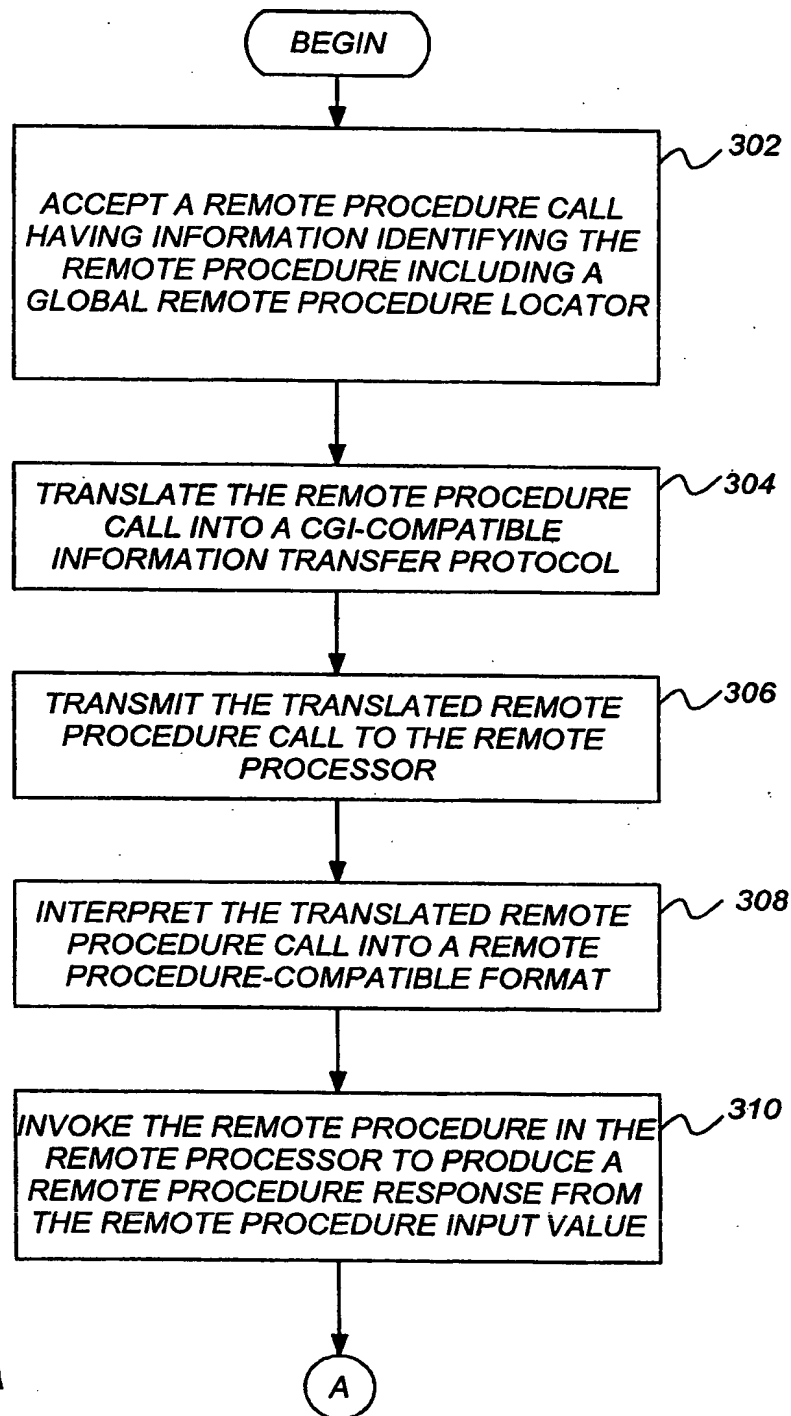 BEGIN
302
ACCEPT A REMOTE PROCEDURE CALL
HAVING INFORMATION IDENTIFYING THE
REMOTE PROCEDURE INCLUDING A
GLOBAL REMOTE PROCEDURE LOCATOR
304
TRANSLATE THE REMOTE PROCEDURE
CALL INTO A CGI-COMPATIBLE
INFORMATION TRANSFER PROTOCOL
306
TRANSMIT THE TRANSLATED REMOTE
PROCEDURE CALL TO THE REMOTE
PROCESSOR
308
INTERPRET THE TRANSLATED REMOTE
PROCEDURE CALL INTO A REMOTE
PROCEDURE-COMPATIBLE FORMAT
310
INVOKE THE REMOTE PROCEDURE IN THE
REMOTE PROCESSOR TO PRODUCE A
REMOTE PROCEDURE RESPONSE FROM
THE REMOTE PROCEDURE INPUT VALUE
A